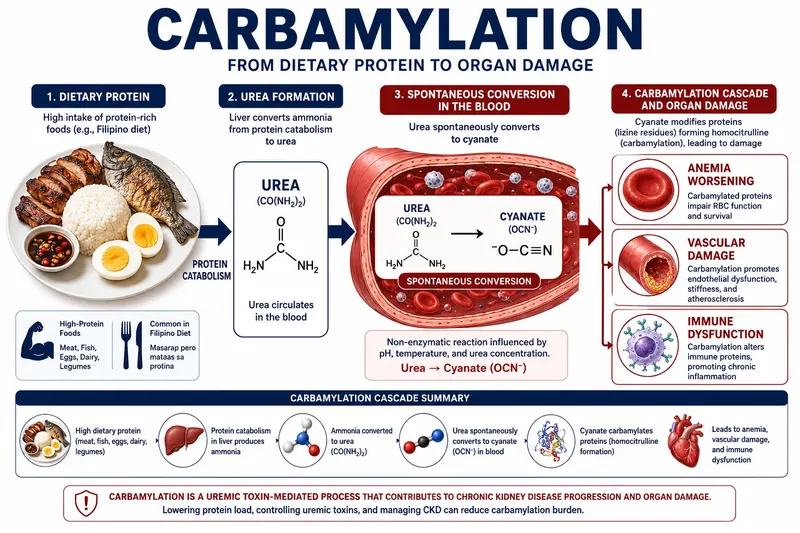 CARBAMYLATION
FROM DIETARY PROTEIN TO ORGAN DAMAGE
1. DIETARY PROTEIN
High intake of protein-rich
foods (e.g., Filipino diet)
PROTEIN
CATABOLISM
High-Protein
Foods
Meat, Fish,
Eggs, Dairy,
Legumes
Common in
Filipino Diet
Masarap pero
mataas sa
protina
2. UREA FORMATION
Liver converts ammonia
from protein catabolism
to urea
UREA
(CO(NH₂)₂)
O
H₂N NH₂
Urea circulates
in the blood
3. SPONTANEOUS CONVERSION
IN THE BLOOD
Urea spontaneously converts
to cyanate
UREA
(CO(NH₂)₂
O
H₂N NH₂
CYANATE
(OCN⁻)
⁻O–C≡N
SPONTANEOUS CONVERSION
Non-enzymatic reaction influenced by
pH, temperature, and urea concentration.
Urea → Cyanate (OCN⁻)
4. CARBAMYLATION CASCADE
AND ORGAN DAMAGE
Cyanate modifies proteins
(lizine residues) forming homocitrulline
(carbamylation), leading to damage
ANEMIA
WORSENING
Carbamylated proteins
impair RBC function
and survival
VASCULAR
DAMAGE
Carbamylation promotes
endothelial dysfunction,
stiffness, and
atherosclerosis
IMMUNE
DYSFUNCTION
Carbamylation alters
immune proteins,
promoting chronic
inflammation
CARBAMYLATION CASCADE SUMMARY
High dietary protein
(meat, fish, eggs, dairy,
legumes)
Protein catabolism
in liver produces
ammonia
Ammonia converted
to urea
(CO(NH₂)₂)
Urea spontaneously
converts to cyanate
(OCN⁻) in blood
Cyanate carbamylates
proteins (homocitrulline
formation)
Leads to anemia,
vascular damage,
and immune
dysfunction
CARBAMYLATION IS A UREMIC TOXIN-MEDIATED PROCESS THAT CONTRIBUTES TO CHRONIC KIDNEY DISEASE PROGRESSION AND ORGAN DAMAGE.
Lowering protein load, controlling uremic toxins, and managing CKD can reduce carbamylation burden.